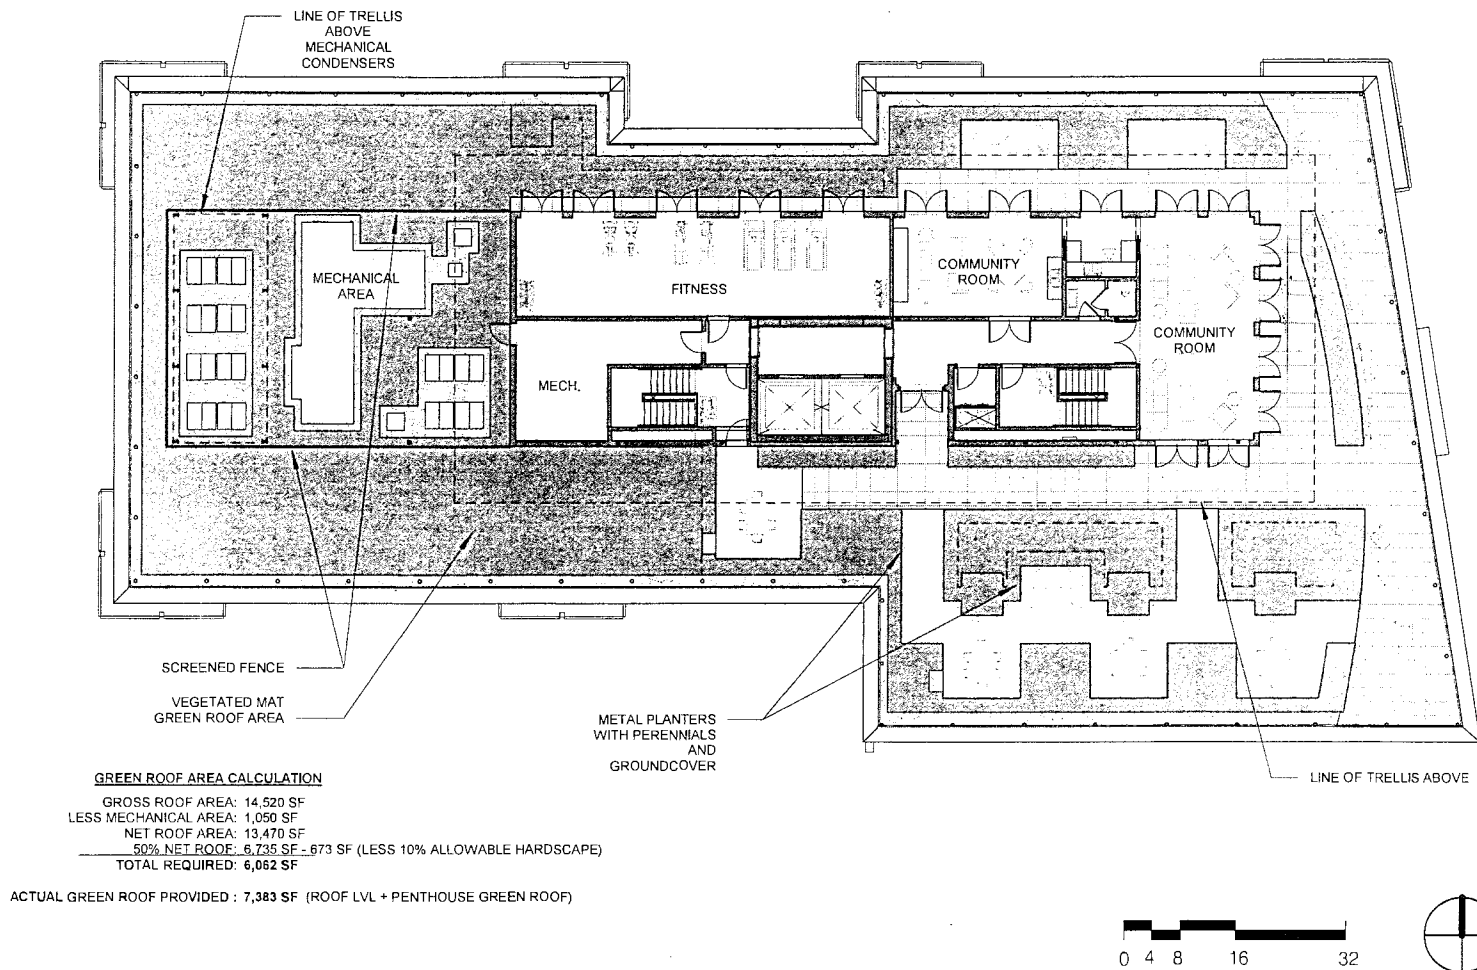 LINE OF TRELLIS
ABOVE
MECHANICAL
CONDENSERS
MECHANICAL
AREA
FITNESS
COMMUNITY
ROOM
COMMUNITY
ROOM
MECH.
SCREENED FENCE
VEGETATED MAT
GREEN ROOF AREA
METAL PLANTERS
WITH PERENNIALS
AND
GROUNDCOVER
LINE OF TRELLIS ABOVE
GREEN ROOF AREA CALCULATION
GROSS ROOF AREA: 14,520 SF
LESS MECHANICAL AREA: 1,050 SF
NET ROOF AREA: 13,470 SF
50% NET ROOF: 6,735 SF - 673 SF (LESS 10% ALLOWABLE HARDSCAPE)
TOTAL REQUIRED: 6,062 SF
ACTUAL GREEN ROOF PROVIDED : 7,383 SF (ROOF LVL + PENTHOUSE GREEN ROOF)
0 4 8 16 32